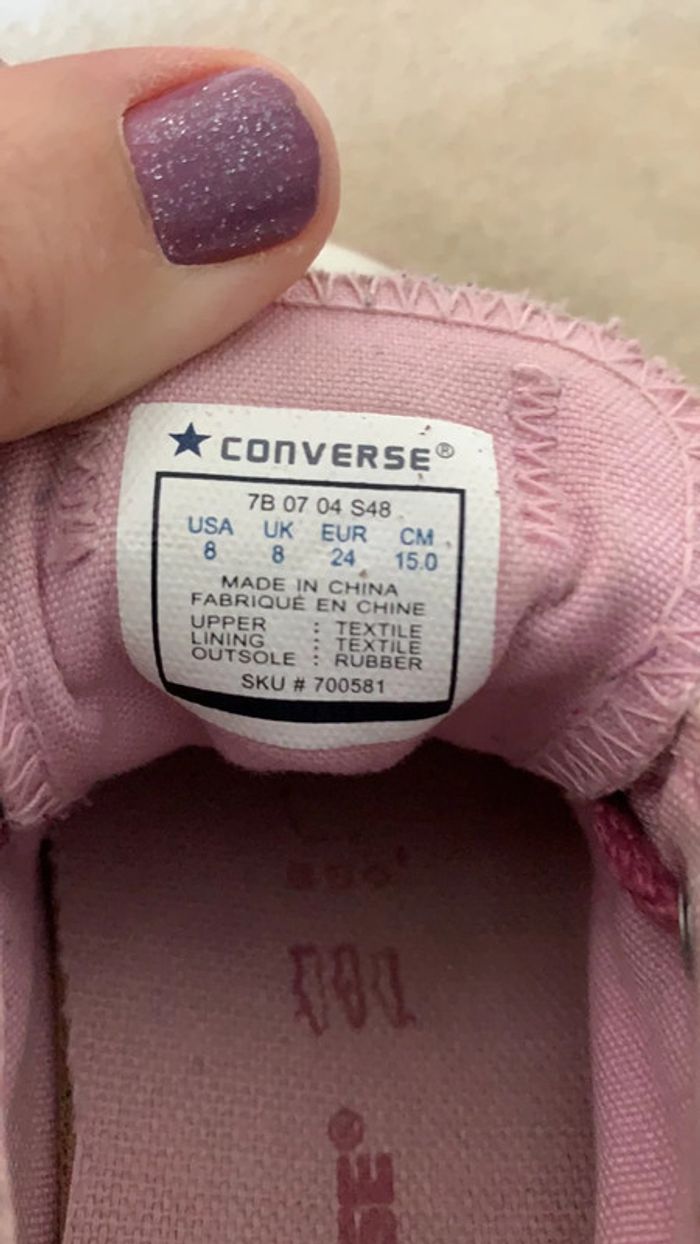 CONVERSE®
7B 07 04 S48
USA UK EUR CM
8 8 24 15.0
MADE IN CHINA
FABRIQUÉ EN CHINE
UPPER : TEXTILE
LINING : TEXTILE
OUTSOLE : RUBBER
SKU # 700581
SE®